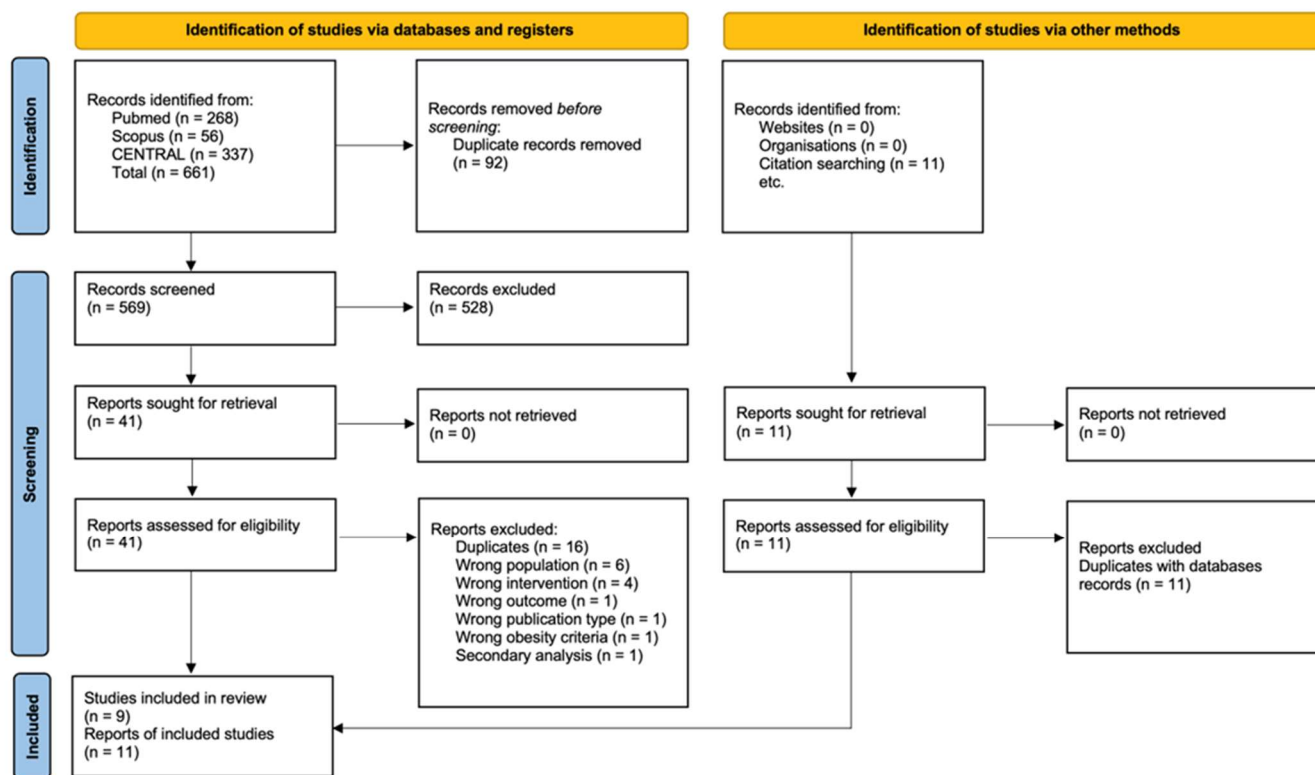 Identification of studies via databases and registers
Identification of studies via other methods
Identification
Records identified from:
Pubmed (n = 268)
Scopus (n = 56)
CENTRAL (n = 337)
Total (n = 661)
Records removed before
screening:
Duplicate records removed
(n = 92)
Records identified from:
Websites (n = 0)
Organisations (n = 0)
Citation searching (n = 11)
etc.
Screening
Records screened
(n = 569)
Records excluded
(n = 528)
Reports sought for retrieval
(n = 41)
Reports not retrieved
(n = 0)
Reports sought for retrieval
(n = 11)
Reports not retrieved
(n = 0)
Reports assessed for eligibility
(n = 41)
Reports excluded:
Duplicates (n = 16)
Wrong population (n = 6)
Wrong intervention (n = 4)
Wrong outcome (n = 1)
Wrong publication type (n = 1)
Wrong obesity criteria (n = 1)
Secondary analysis (n = 1)
Reports assessed for eligibility
(n = 11)
Reports excluded
Duplicates with databases
records (n = 11)
Included
Studies included in review
(n = 9)
Reports of included studies
(n = 11)